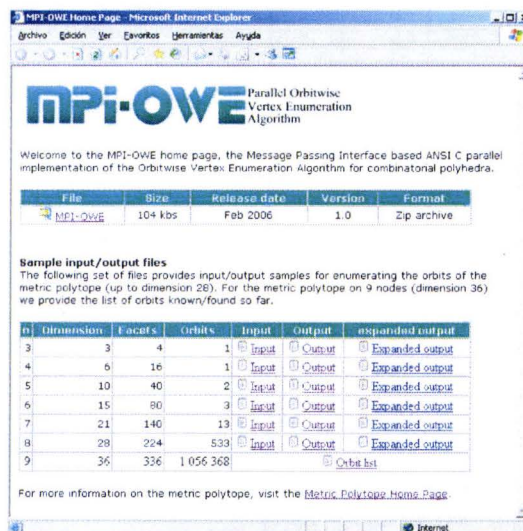 MPI-OWE Home Page - Microsoft Internet Explorer
Archivo Edición Ver Favoritos Herramientas Ayuda
MPI-OWE Parallel Orbitwise
Vertex Enumeration
Algorithm
Welcome to the MPI-OWE home page, the Message Passing Interface based ANSI C parallel
implementation of the Orbitwise Vertex Enumeration Algorithm for combinatorial polyhedra.
File Size Release date Version Format
MPI-OWE 104 kbs Feb 2006 1.0 Zip archive
Sample input/output files
The following set of files provides input/output samples for enumerating the orbits of the
metric polytope (up to dimension 28). For the metric polytope on 9 nodes (dimension 36)
we provide the list of orbits known/found so far.
n Dimension Facets Orbits Input Output expanded output
3 3 4 1 Input Output Expanded output
4 6 16 1 Input Output Expanded output
5 10 40 2 Input Output Expanded output
6 15 80 3 Input Output Expanded output
7 21 140 13 Input Output Expanded output
8 28 224 533 Input Output Expanded output
9 36 336 1 056 368 Orbit list
For more information on the metric polytope, visit the Metric Polytope Home Page.
Internet